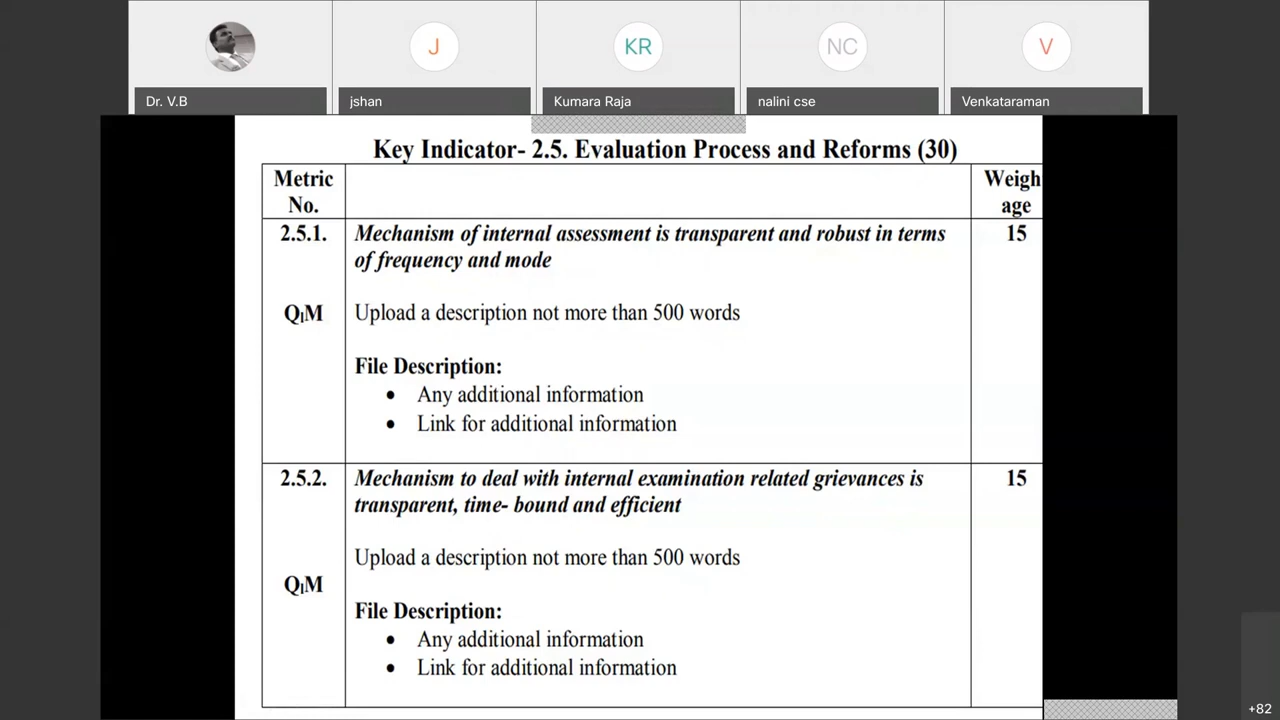 J
KR
NC
V
Dr. V.B
jshan
Kumara Raja
nalini cse
Venkataraman
Key Indicator- 2.5. Evaluation Process and Reforms (30)
Metric
No.
Weigh
age
2.5.1.
Mechanism of internal assessment is transparent and robust in terms
15
of frequency and mode
QlM
Upload a description not more than 500 words
File Description:
• Any additional information
• Link for additional information
2.5.2.
Mechanism to deal with internal examination related grievances is
15
transparent, time- bound and efficient
Upload a description not more than 500 words
QlM
File Description:
• Any additional information
• Link for additional information
+82